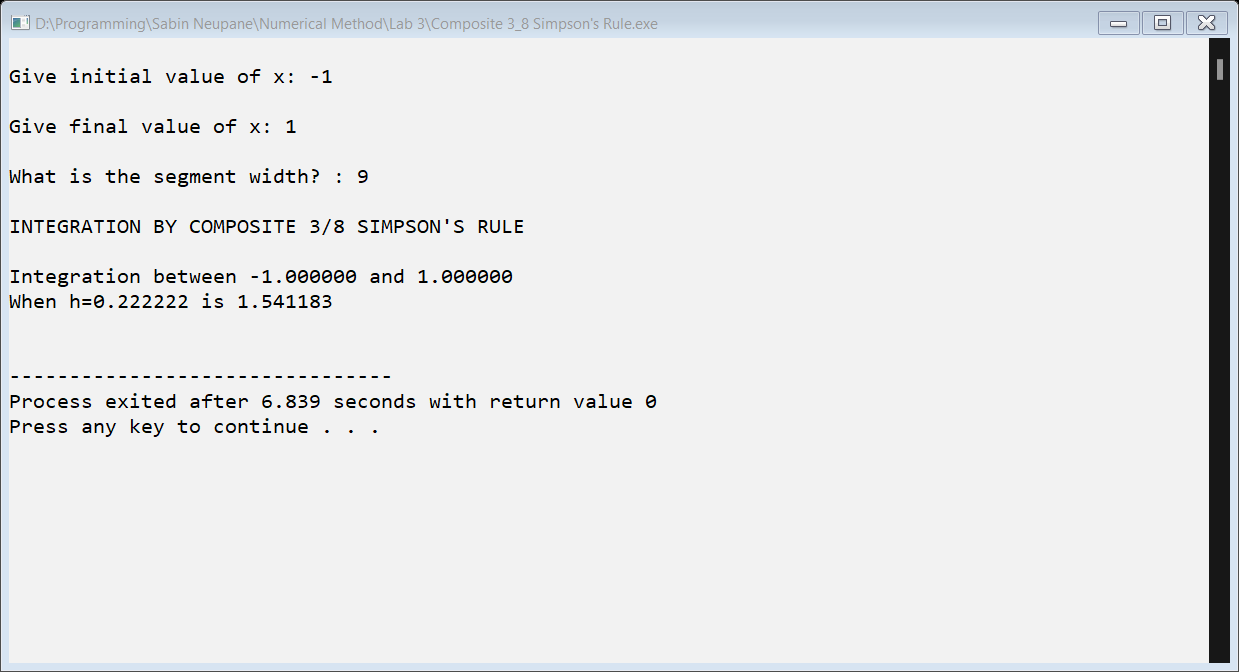 D:\Programming\Sabin Neupane\Numerical Method\Lab 3\Composite 3_8 Simpson's Rule.exe
Give initial value of x: -1
Give final value of x: 1
What is the segment width? : 9
INTEGRATION BY COMPOSITE 3/8 SIMPSON'S RULE
Integration between -1.000000 and 1.000000
When h=0.222222 is 1.541183
--------------------------------
Process exited after 6.839 seconds with return value 0
Press any key to continue . . .